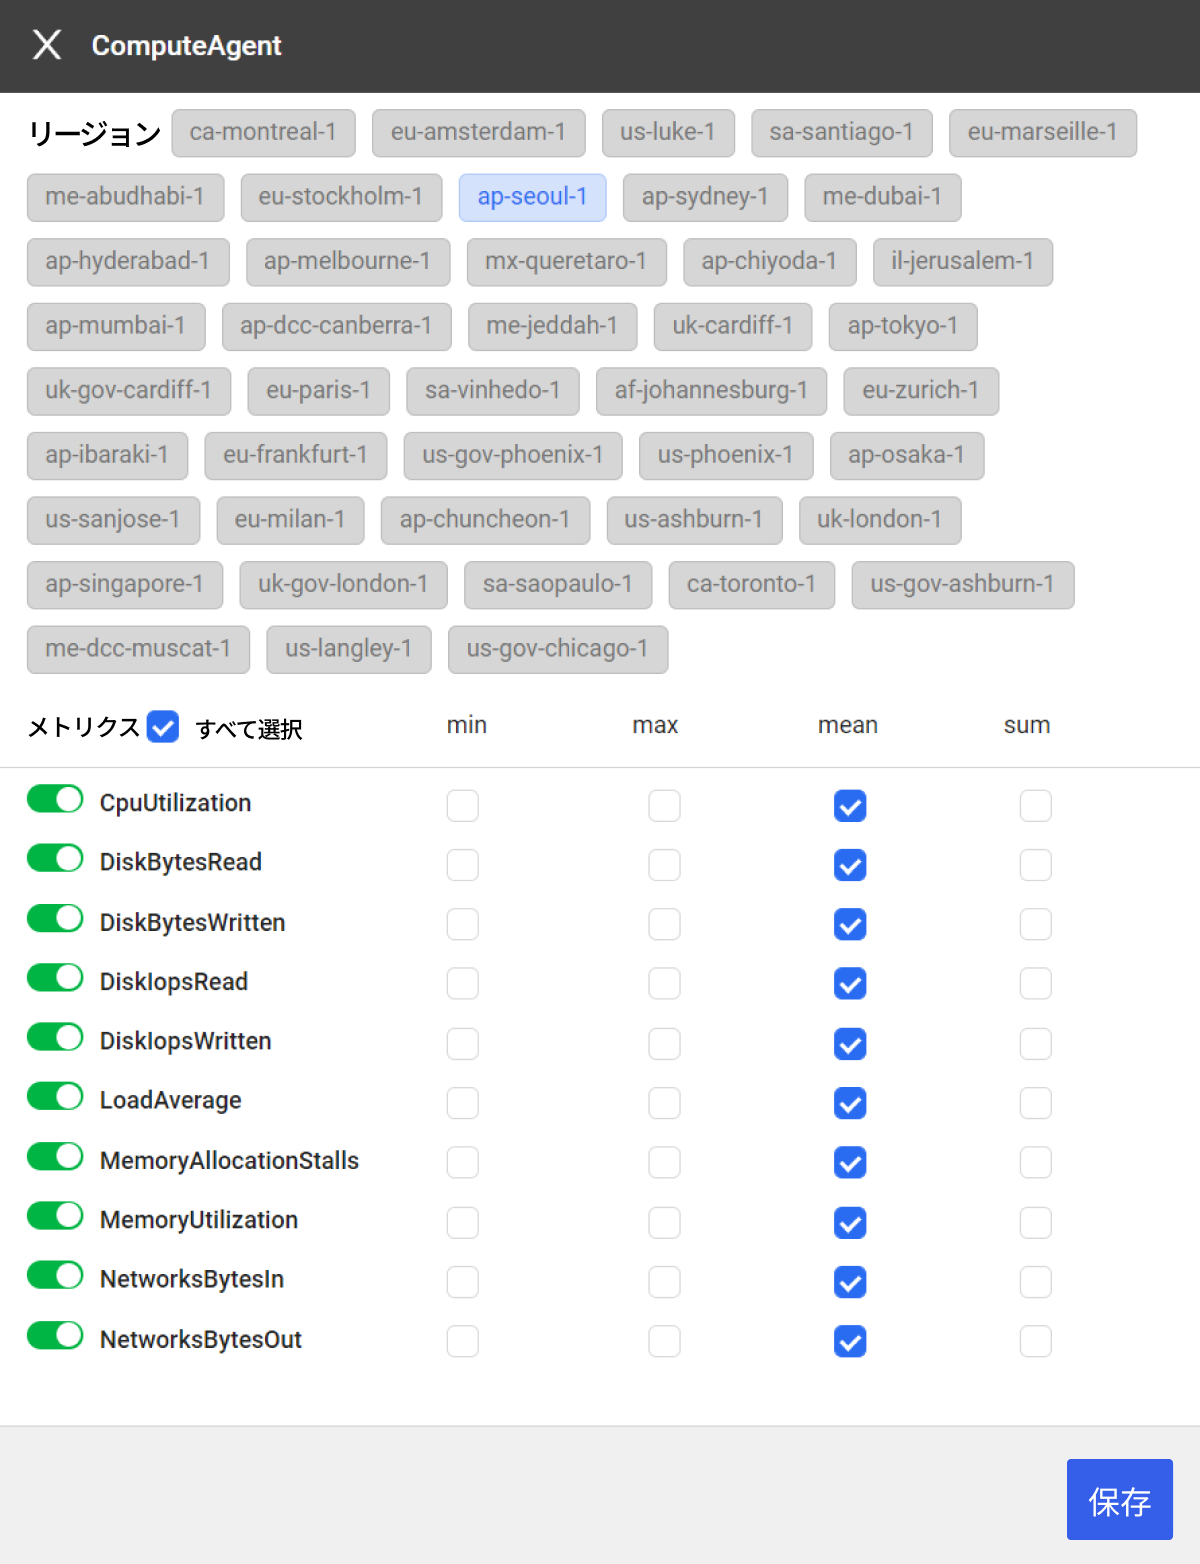 ComputeAgent
リージョン ca-montreal-1 eu-amsterdam-1 us-luke-1 sa-santiago-1 eu-marseille-1
me-abudhabi-1 eu-stockholm-1 ap-seoul-1 ap-sydney-1 me-dubai-1
ap-hyderabad-1 ap-melbourne-1 mx-queretaro-1 ap-chiyoda-1 il-jerusalem-1
ap-mumbai-1 ap-dcc-canberra-1 me-jeddah-1 uk-cardiff-1 ap-tokyo-1
uk-gov-cardiff-1 eu-paris-1 sa-vinhedo-1 af-johannesburg-1 eu-zurich-1
ap-ibaraki-1 eu-frankfurt-1 us-gov-phoenix-1 us-phoenix-1 ap-osaka-1
us-sanjose-1 eu-milan-1 ap-chuncheon-1 us-ashburn-1 uk-london-1
ap-singapore-1 uk-gov-london-1 sa-saopaulo-1 ca-toronto-1 us-gov-ashburn-1
me-dcc-muscat-1 us-langley-1 us-gov-chicago-1
メトリクス すべて選択 min max mean sum
CpuUtilization
DiskBytesRead
DiskBytesWritten
DiskIopsRead
DiskIopsWritten
LoadAverage
MemoryAllocationStalls
MemoryUtilization
NetworksBytesIn
NetworksBytesOut
保存